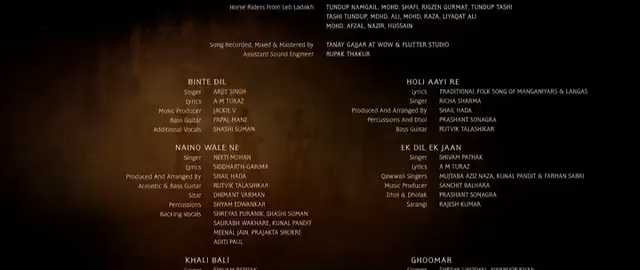 Horse Riders From Leh Ladakh TUNDUP NAMGAIL, MOHD. SHAFI, RIGZEN GURMAT, TUNDUP TASHI
TASHI TUNDUP, MOHD. ALI, MOHD. RAZA, LIYAQAT ALI
MOHD. AFZAL, NAZIR, HUSSAIN
Song Recorded, Mixed & Mastered by TANAY GAJJAR AT WOW & FLUTTER STUDIO
Assistant Sound Engineer RUPAK THAKUR
BINTE DIL
Singer ARIJIT SINGH
Lyrics A M TURAZ
Music Producer JACKIE V
Bass Guitar PAPAL MANE
Additional Vocals SHASHI SUMAN
NAINO WALE NE
Singer NEETI MOHAN
Lyrics SIDDHARTH-GARIMA
Produced And Arranged By SHAIL HADA
Acoustic & Bass Guitar RUTVIK TALASHIKAR
Sitar DHIMANT VARMAN
Percussions SHYAM EDWANKAR
Backing Vocals SHREYAS PURANIK, SHASHI SUMAN
SAURABH WAKHARE, KUNAL PANDIT
MEENAL JAIN, PRAJAKTA SHUKRE
ADITI PAUL
KHALI BALI
HOLI AAYI RE
Lyrics TRADITIONAL FOLK SONG OF MANGANIYARS & LANGAS
Singer RICHA SHARMA
Produced And Arranged By SHAIL HADA
Percussions And Dhol PRASHANT SONAGRA
Bass Guitar RUTVIK TALASHIKAR
EK DIL EK JAAN
Singer SHIVAM PATHAK
Lyrics A M TURAZ
Qawwali Singers MUJTABA AZIZ NAZA, KUNAL PANDIT & FARHAN SABRI
Music Producer SANCHIT BALHARA
Dhol & Dholak PRASHANT SONAGRA
Sarangi RAJESH KUMAR
GHOOMAR